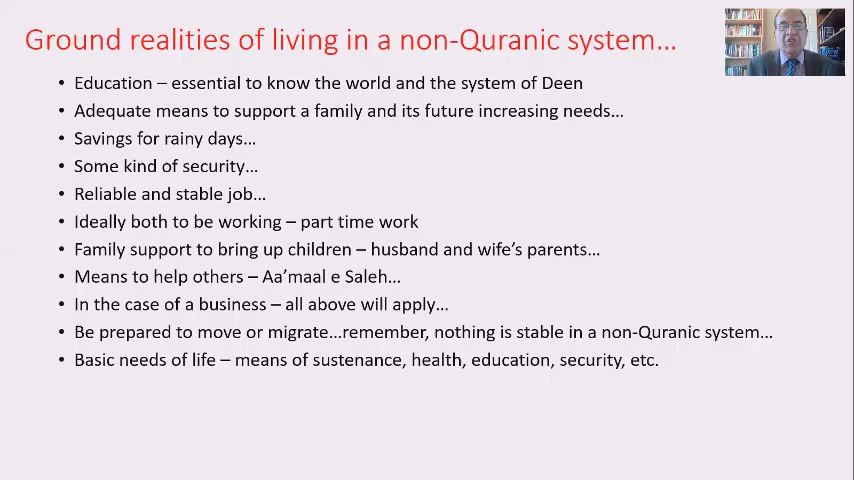 Ground realities of living in a non-Quranic system…
• Education – essential to know the world and the system of Deen
• Adequate means to support a family and its future increasing needs…
• Savings for rainy days…
• Some kind of security…
• Reliable and stable job…
• Ideally both to be working – part time work
• Family support to bring up children – husband and wife’s parents…
• Means to help others – Aa’maal e Saleh…
• In the case of a business – all above will apply…
• Be prepared to move or migrate…remember, nothing is stable in a non-Quranic system…
• Basic needs of life – means of sustenance, health, education, security, etc.